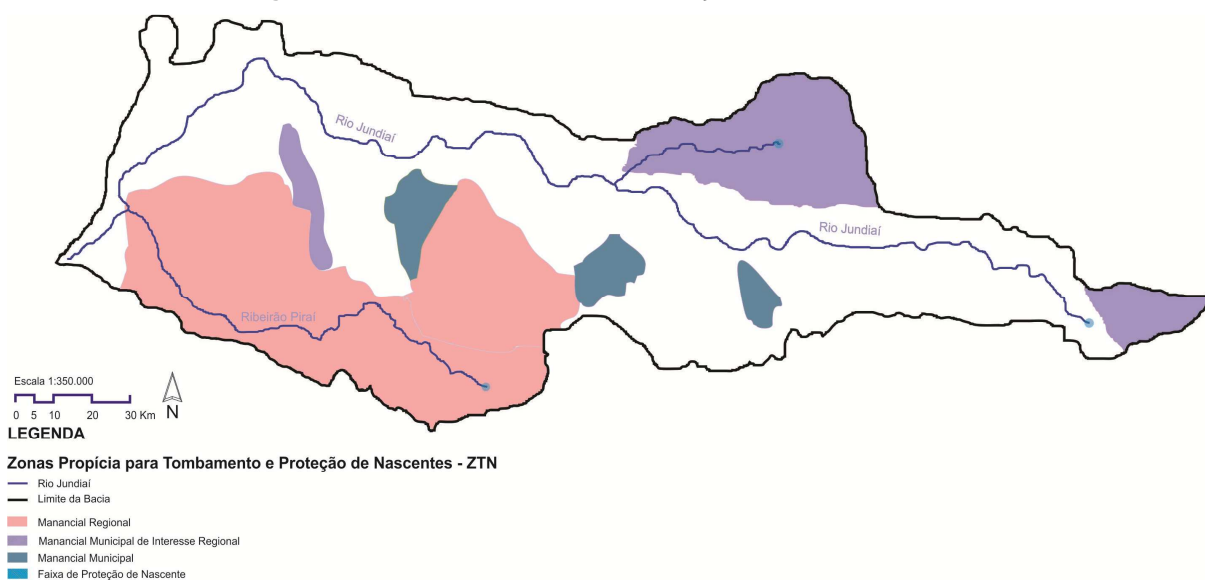 Rio Jundiaí
Rio Jundiaí
Ribeirão Piraí
Escala 1:350.000
N
0 5 10 20 30 Km
LEGENDA
Zonas Propícia para Tombamento e Proteção de Nascentes - ZTN
Rio Jundiaí
Limite da Bacia
Manancial Regional
Manancial Municipal de Interesse Regional
Manancial Municipal
Faixa de Proteção de Nascente